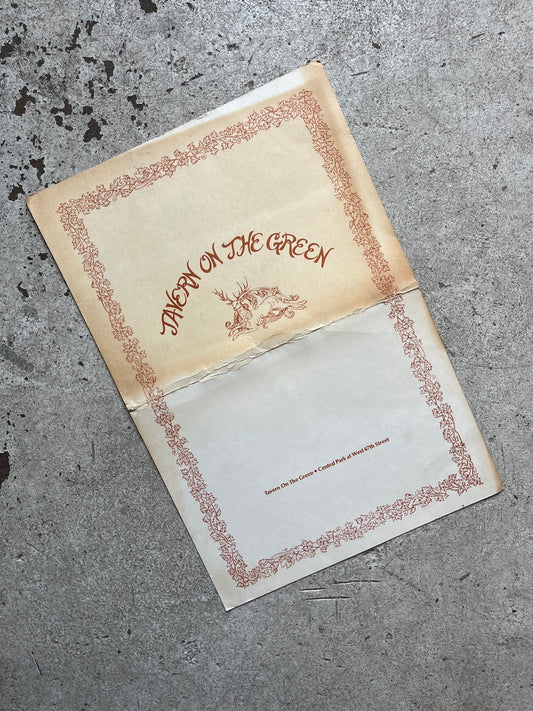 TAVERN ON THE GREEN
Tavern On The Green • Central Park at West 67th Street